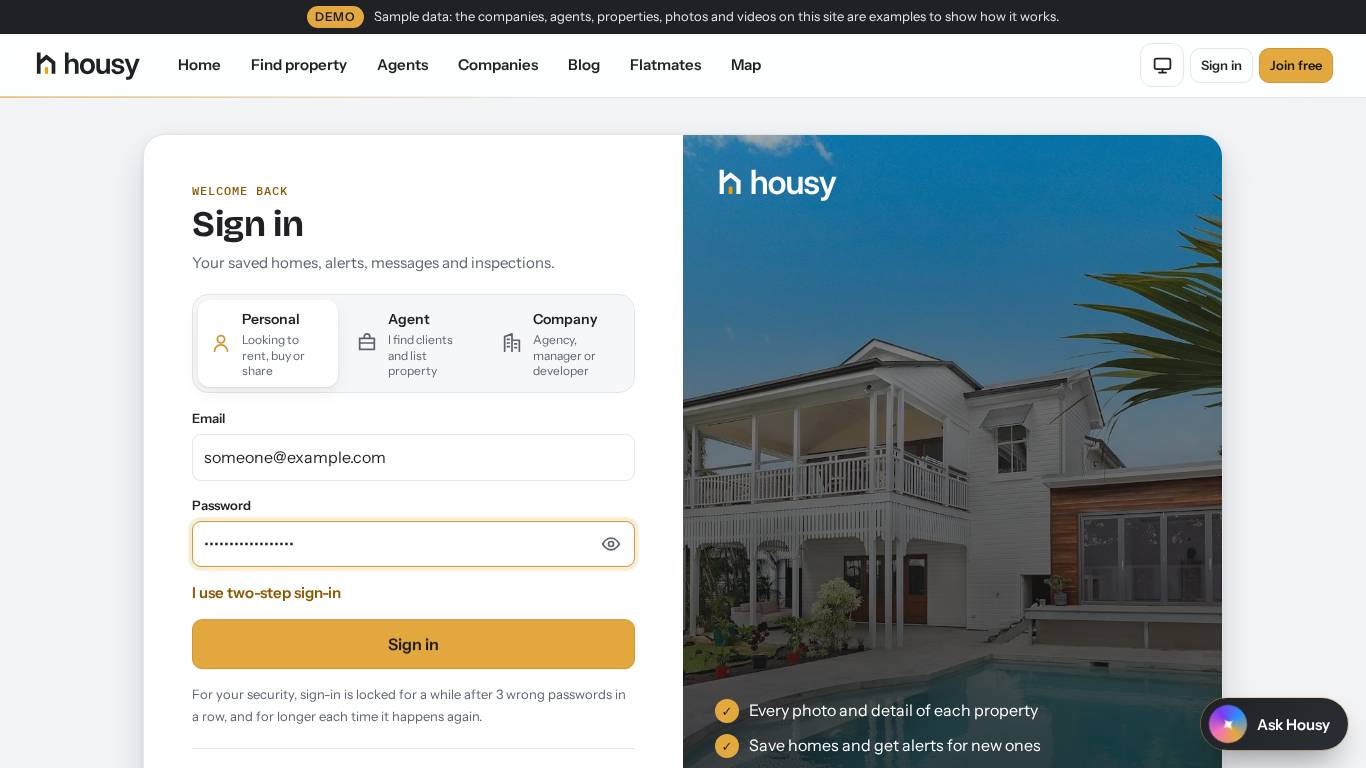 DEMO Sample data: the companies, agents, properties, photos and videos on this site are examples to show how it works.
housy Home Find property Agents Companies Blog Flatmates Map Sign in Join free
WELCOME BACK
Sign in
Your saved homes, alerts, messages and inspections.
Personal
Looking to
rent, buy or
share
Agent
I find clients
and list
property
Company
Agency,
manager or
developer
Email
someone@example.com
Password
••••••••••••••••••
I use two-step sign-in
Sign in
For your security, sign-in is locked for a while after 3 wrong passwords in
a row, and for longer each time it happens again.
housy
✓ Every photo and detail of each property
✓ Save homes and get alerts for new ones
Ask Housy